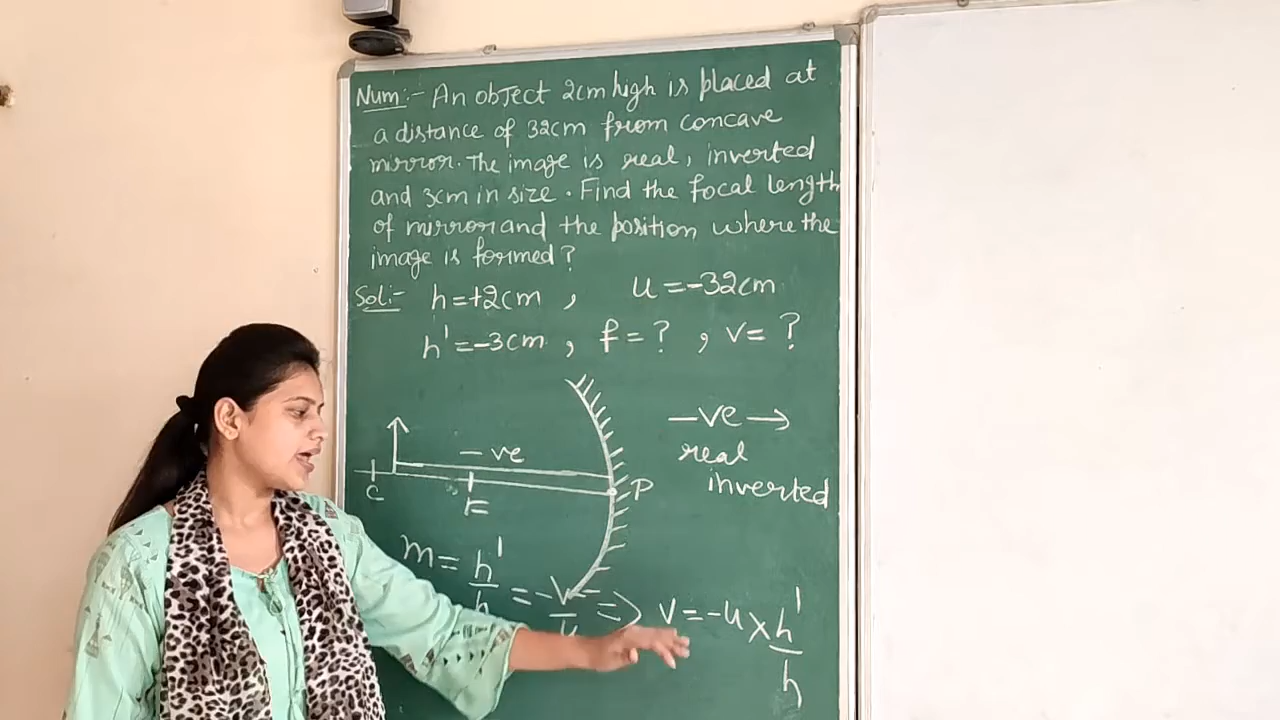 Num:- An object 2cm high is placed at
a distance of 32cm from concave
mirror. The image is real, inverted
and 3cm in size. Find the focal length
of mirror and the position where the
image is formed?
Sol:- h=+2cm, u=-32cm
h'=-3cm, f=?, v=?
-ve →
real
inverted
-ve
C F P
m = h'/h = -v/u => v=-u×h'/h